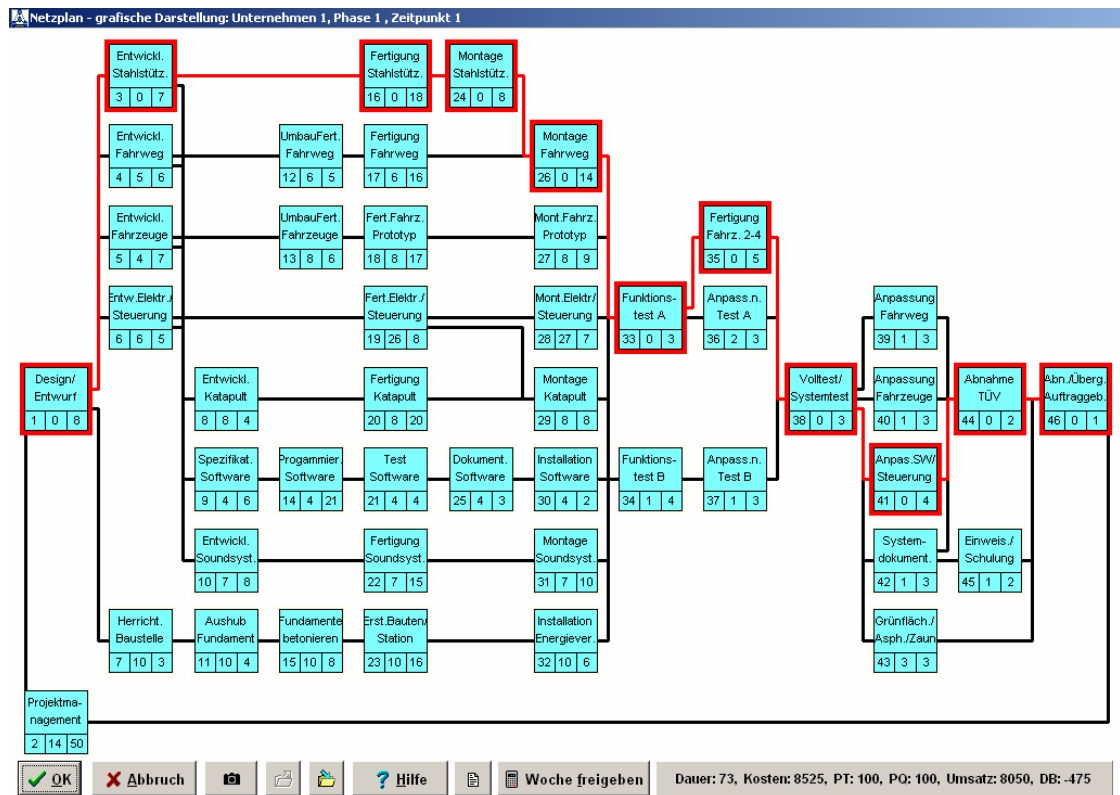 Netzplan - grafische Darstellung: Unternehmen 1, Phase 1 , Zeitpunkt 1
Entwickl.
Stahlstütz.
3 0 7
Fertigung
Stahlstütz.
16 0 18
Montage
Stahlstütz.
24 0 8
Entwickl.
Fahrweg
4 5 6
UmbauFert.
Fahrweg
12 6 5
Fertigung
Fahrweg
17 6 16
Montage
Fahrweg
26 0 14
Entwickl.
Fahrzeuge
5 4 7
UmbauFert.
Fahrzeuge
13 8 6
Fert.Fahrz.
Prototyp
18 8 17
Mont.Fahrz.
Prototyp
27 8 9
Fertigung
Fahrz. 2-4
35 0 5
Entw.Elektr./
Steuerung
6 6 5
Fert.Elektr./
Steuerung
19 26 8
Mont.Elektr/
Steuerung
28 27 7
Funktions-
test A
33 0 3
Anpass.n.
Test A
36 2 3
Anpassung
Fahrweg
39 1 3
Design/
Entwurf
1 0 8
Entwickl.
Katapult
8 8 4
Fertigung
Katapult
20 8 20
Montage
Katapult
29 8 8
Volltest/
Systemtest
38 0 3
Anpassung
Fahrzeuge
40 1 3
Abnahme
TÜV
44 0 2
Abn./Überg.
Auftraggeb.
46 0 1
Spezifikat.
Software
9 4 6
Progammier.
Software
14 4 21
Test
Software
21 4 4
Dokument.
Software
25 4 3
Installation
Software
30 4 2
Funktions-
test B
34 1 4
Anpass.n.
Test B
37 1 3
Anpas.SW/
Steuerung
41 0 4
Entwickl.
Soundsyst.
10 7 8
Fertigung
Soundsyst.
22 7 15
Montage
Soundsyst.
31 7 10
System-
dokument.
42 1 3
Einweis./
Schulung
45 1 2
Herricht.
Baustelle
7 10 3
Aushub
Fundament
11 10 4
Fundamente
betonieren
15 10 8
Erst.Bauten/
Station
23 10 16
Installation
Energiever.
32 10 6
Grünfläch./
Asph./Zaun
43 3 3
Projektma-
nagement
2 14 50
OK Abbruch Hilfe Woche freigeben Dauer: 73, Kosten: 8525, PT: 100, PQ: 100, Umsatz: 8050, DB: -475